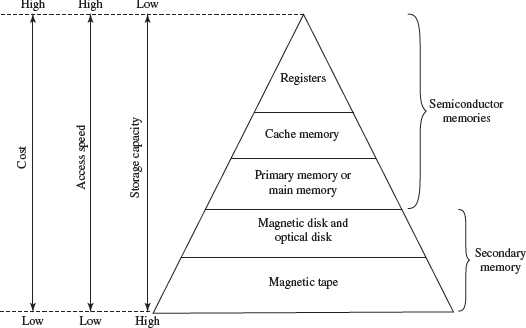 High
High
Low
Cost
Access speed
Storage capacity
Registers
Cache memory
Primary memory or
main memory
Magnetic disk and
optical disk
Magnetic tape
Semiconductor
memories
Secondary
memory
Low
Low
High